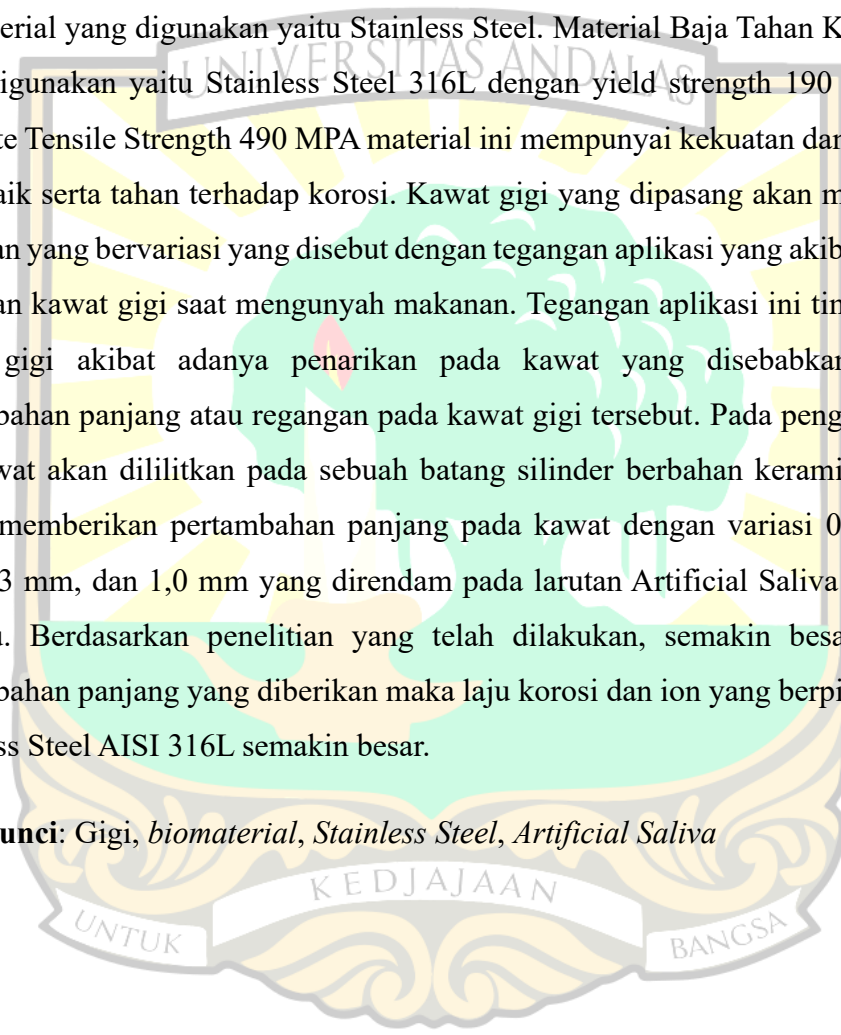 erial yang digunakan yaitu Stainless Steel. Material Baja Tahan K
igunakan yaitu Stainless Steel 316L dengan yield strength 190
te Tensile Strength 490 MPA material ini mempunyai kekuatan dan
aik serta tahan terhadap korosi. Kawat gigi yang dipasang akan m
an yang bervariasi yang disebut dengan tegangan aplikasi yang akib
an kawat gigi saat mengunyah makanan. Tegangan aplikasi ini tin
gigi akibat adanya penarikan pada kawat yang disebabkan
bahan panjang atau regangan pada kawat gigi tersebut. Pada peng
wat akan dililitkan pada sebuah batang silinder berbahan kerami
memberikan pertambahan panjang pada kawat dengan variasi 0
3 mm, dan 1,0 mm yang direndam pada larutan Artificial Saliva
u. Berdasarkan penelitian yang telah dilakukan, semakin besa
bahan panjang yang diberikan maka laju korosi dan ion yang berpi
ss Steel AISI 316L semakin besar.
unci: Gigi, biomaterial, Stainless Steel, Artificial Saliva
UNIVERSITAS ANDALAS
KEDJAJAAN
UNTUK
BANGSA